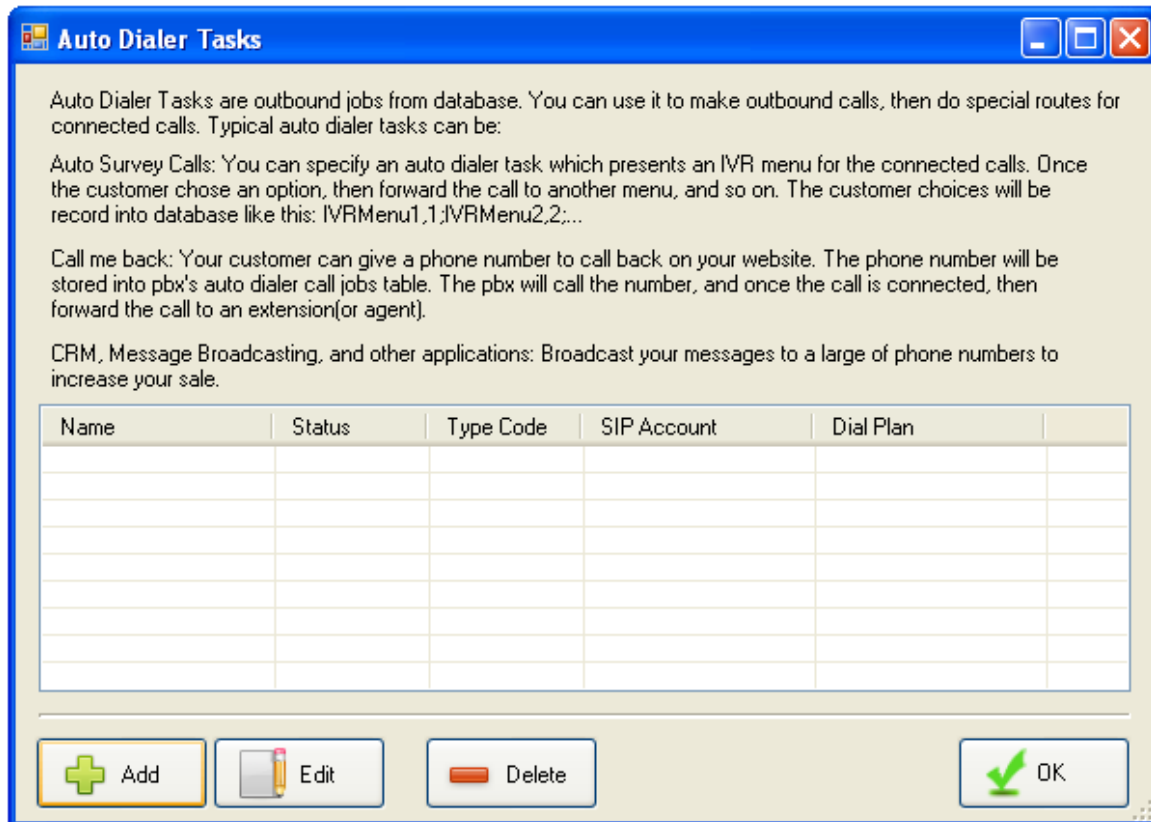 Auto Dialer Tasks
Auto Dialer Tasks are outbound jobs from database. You can use it to make outbound calls, then do special routes for
connected calls. Typical auto dialer tasks can be:
Auto Survey Calls: You can specify an auto dialer task which presents an IVR menu for the connected calls. Once
the customer chose an option, then forward the call to another menu, and so on. The customer choices will be
record into database like this: IVRMenu1,1;IVRMenu2,2;...
Call me back: Your customer can give a phone number to call back on your website. The phone number will be
stored into pbx's auto dialer call jobs table. The pbx will call the number, and once the call is connected, then
forward the call to an extension(or agent).
CRM, Message Broadcasting, and other applications: Broadcast your messages to a large of phone numbers to
increase your sale.
Name Status Type Code SIP Account Dial Plan
Add Edit Delete OK